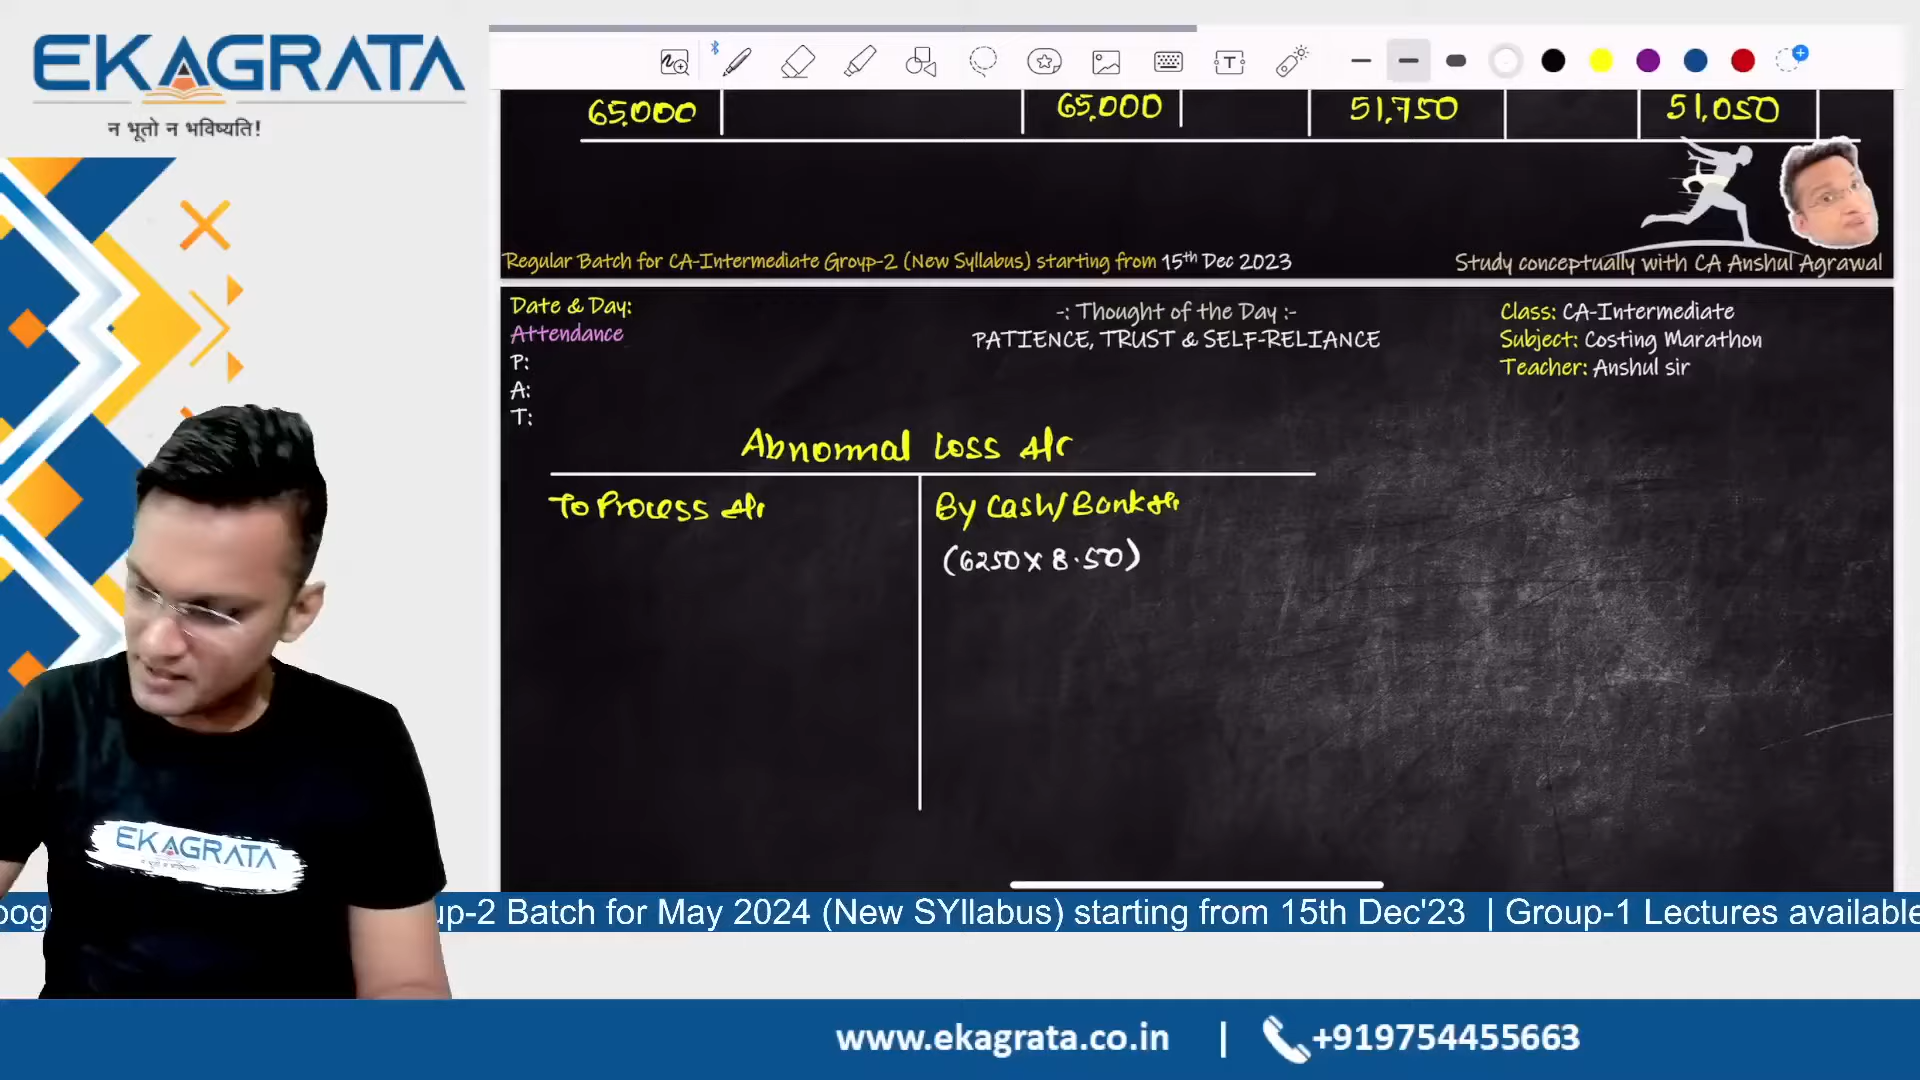 EKAGRATA
न भूतो न भविष्यति!
T
65,000 65,000 51,750 51,050
Regular Batch for CA-Intermediate Group-2 (New Syllabus) starting from 15th Dec 2023
Study conceptually with CA Anshul Agrawal
Date & Day:
Attendance
P:
A:
T:
-: Thought of the Day :-
PATIENCE, TRUST & SELF-RELIANCE
Class: CA-Intermediate
Subject: Costing Marathon
Teacher: Anshul sir
Abnormal Loss A/c
To Process A/c
By Cash/Bank A/c
(6250 x 8.50)
EKAGRATA
up-2 Batch for May 2024 (New SYllabus) starting from 15th Dec'23 | Group-1 Lectures available
www.ekagrata.co.in | +919754455663